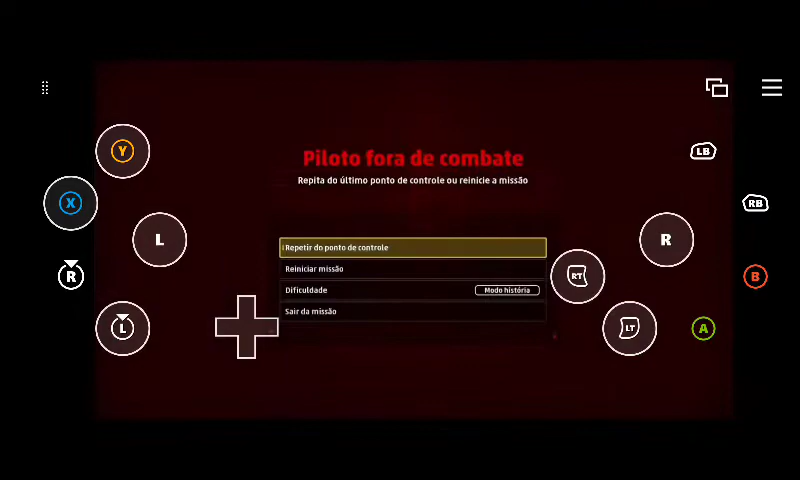 Y
LB
X
RB
Piloto fora de combate
Repita do último ponto de controle ou reinicie a missão
L
R
Repetir do ponto de controle
Reiniciar missão
R
RT
B
Dificuldade
Modo história
Sair da missão
L
LT
A